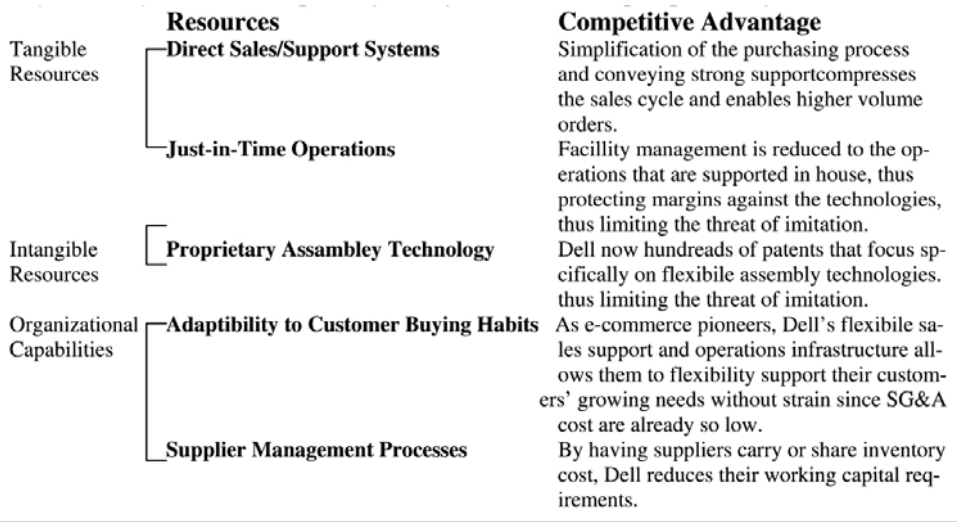 Resources Competitive Advantage
Tangible Direct Sales/Support Systems Simplification of the purchasing process
Resources and conveying strong supportcompresses
the sales cycle and enables higher volume
orders.
Just-in-Time Operations Facillity management is reduced to the op-
erations that are supported in house, thus
protecting margins against the technologies,
thus limiting the threat of imitation.
Intangible Proprietary Assambley Technology Dell now hundreds of patents that focus sp-
Resources cifically on flexibile assembly technologies.
thus limiting the threat of imitation.
Organizational Adaptibility to Customer Buying Habits As e-commerce pioneers, Dell's flexibile sa-
Capabilities les support and operations infrastructure all-
ows them to flexibility support their custom-
ers' growing needs without strain since SG&A
cost are already so low.
Supplier Management Processes By having suppliers carry or share inventory
cost, Dell reduces their working capital req-
irements.